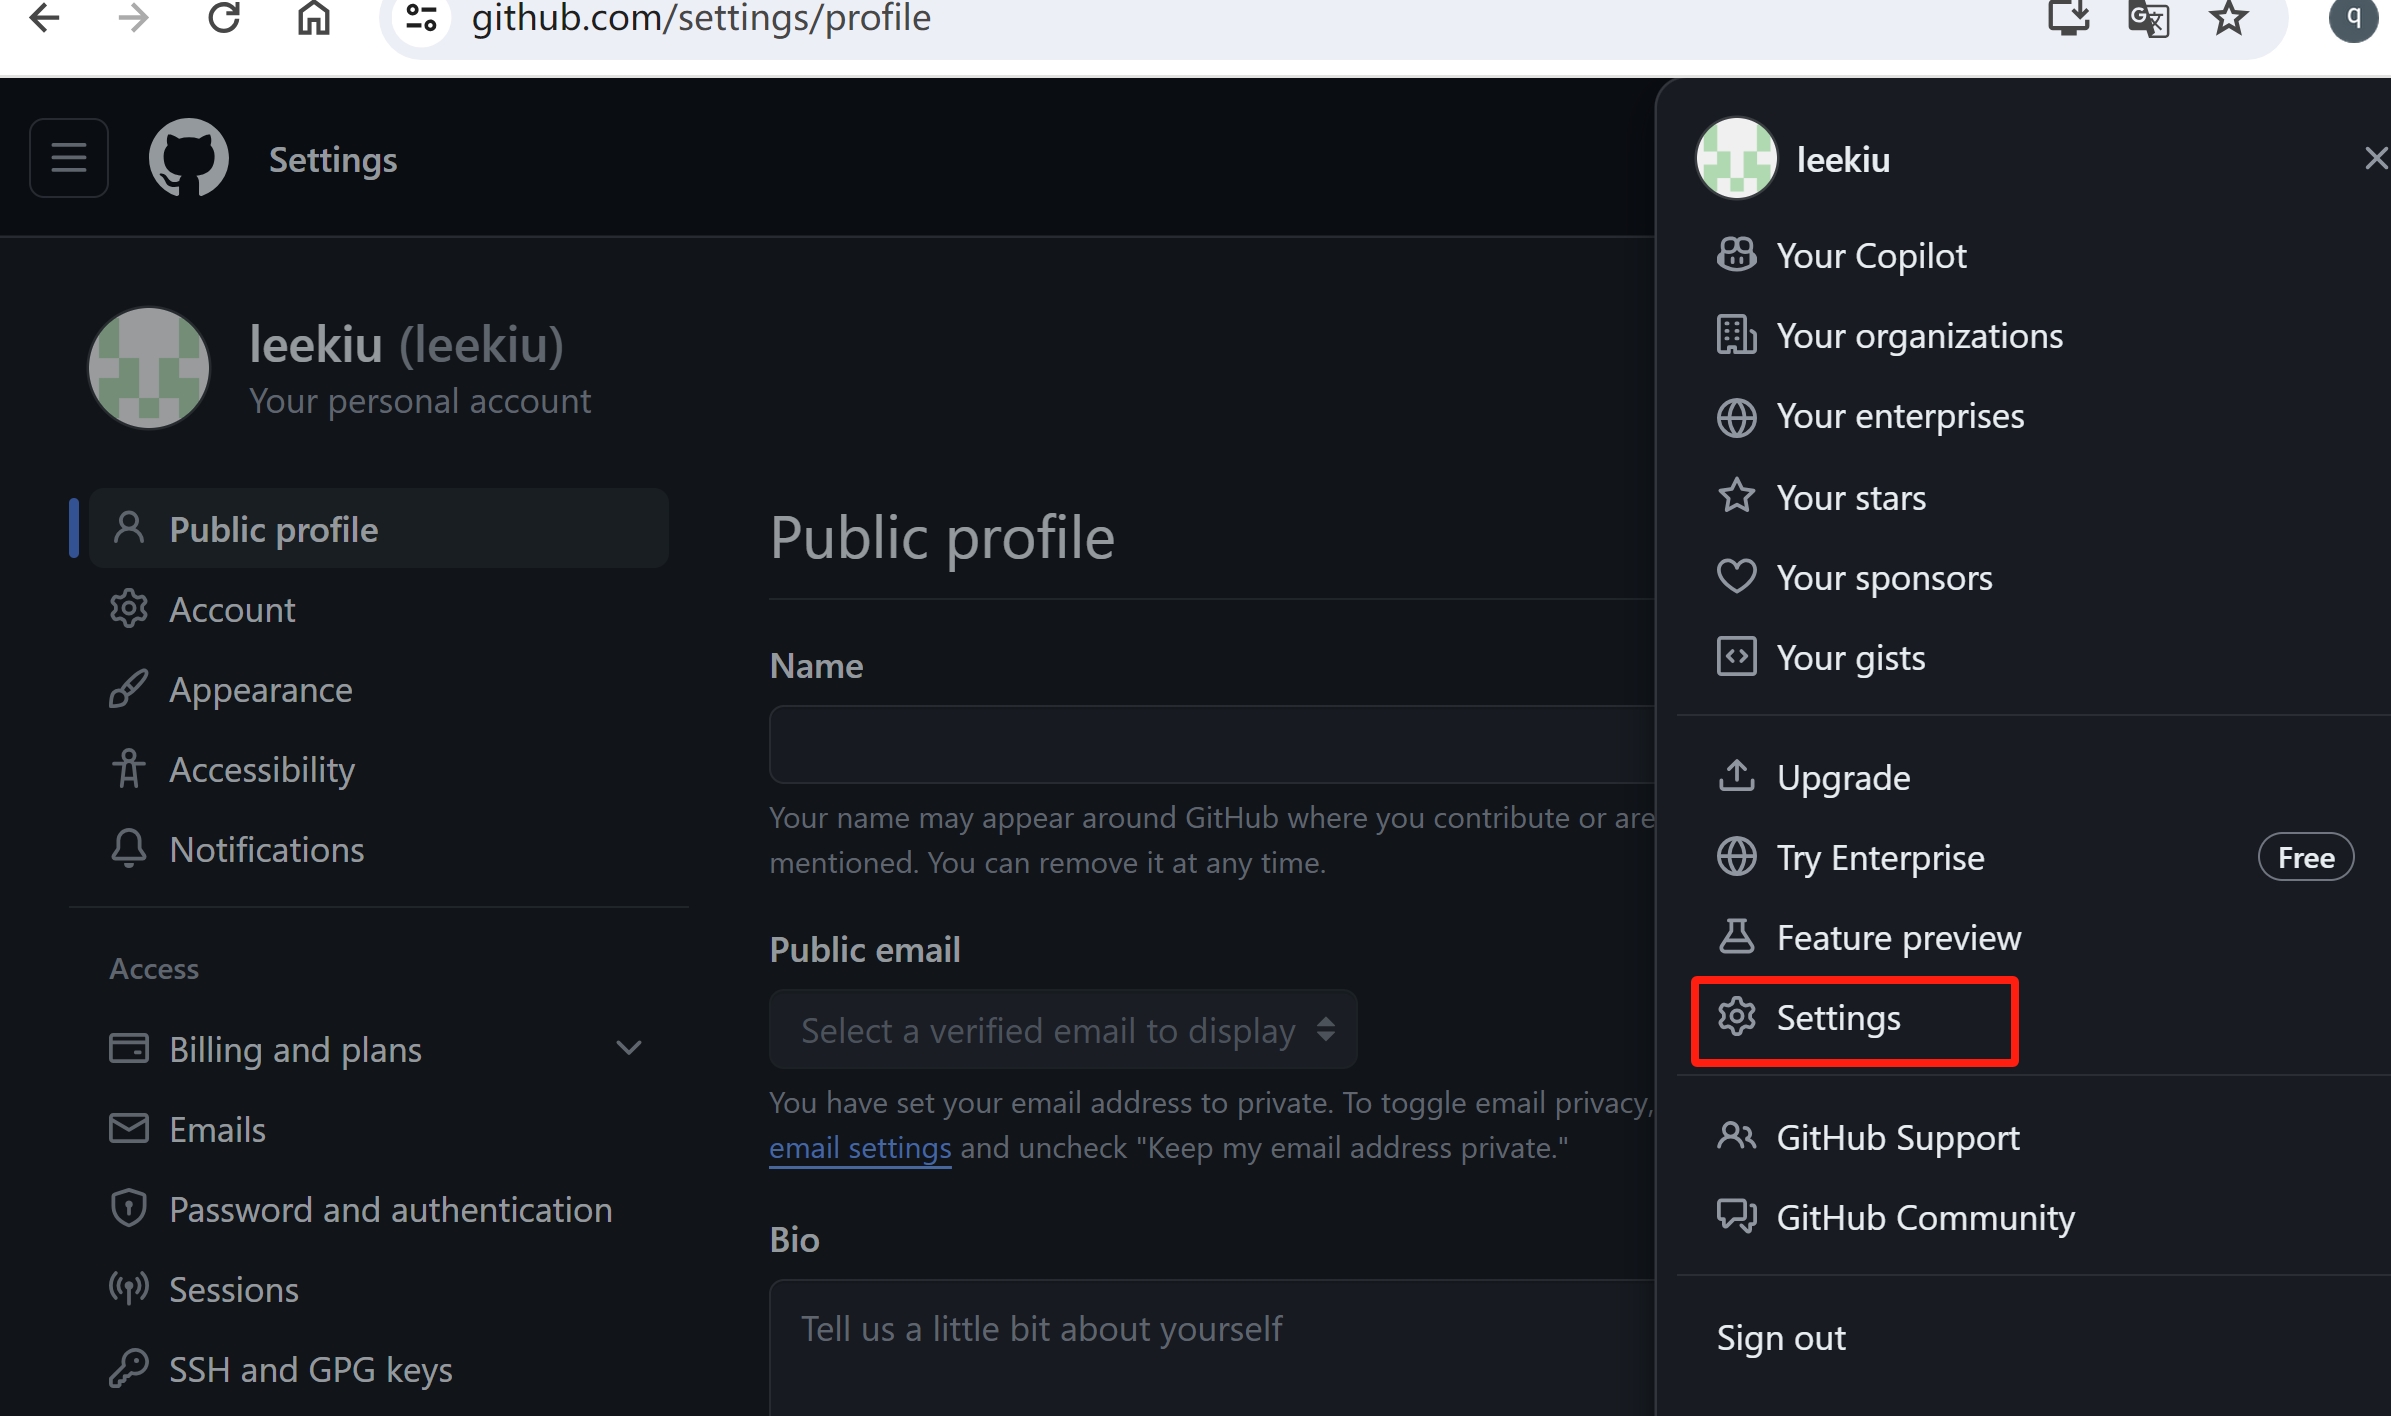 github.com/settings/profile
q
Settings
leekiu (leekiu)
Your personal account
Public profile
Account
Appearance
Accessibility
Notifications
Access
Billing and plans
Emails
Password and authentication
Sessions
SSH and GPG keys
Public profile
Name
Your name may appear around GitHub where you contribute or are
mentioned. You can remove it at any time.
Public email
Select a verified email to display
You have set your email address to private. To toggle email privacy,
email settings and uncheck "Keep my email address private."
Bio
Tell us a little bit about yourself
leekiu
Your Copilot
Your organizations
Your enterprises
Your stars
Your sponsors
Your gists
Upgrade
Try Enterprise Free
Feature preview
Settings
GitHub Support
GitHub Community
Sign out